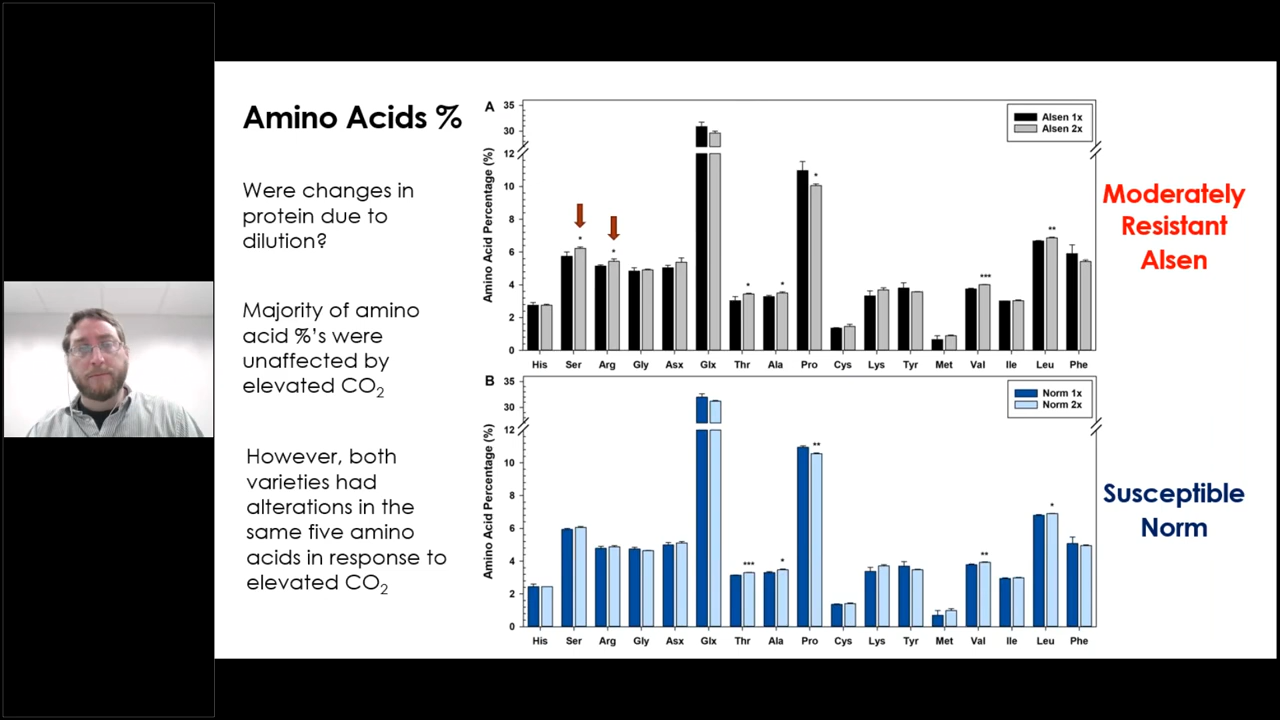 Amino Acids %
Were changes in
protein due to
dilution?
Majority of amino
acid %'s were
unaffected by
elevated CO2
However, both
varieties had
alterations in the
same five amino
acids in response to
elevated CO2
A
35
30
12
10
8
6
4
2
0
Amino Acid Percentage (%)
Alsen 1x
Alsen 2x
* * * * * *** **
His Ser Arg Gly Asx Glx Thr Ala Pro Cys Lys Tyr Met Val Ile Leu Phe
Moderately
Resistant
Alsen
B
35
30
12
10
8
6
4
2
0
Amino Acid Percentage (%)
Norm 1x
Norm 2x
*** * ** ** *
His Ser Arg Gly Asx Glx Thr Ala Pro Cys Lys Tyr Met Val Ile Leu Phe
Susceptible
Norm